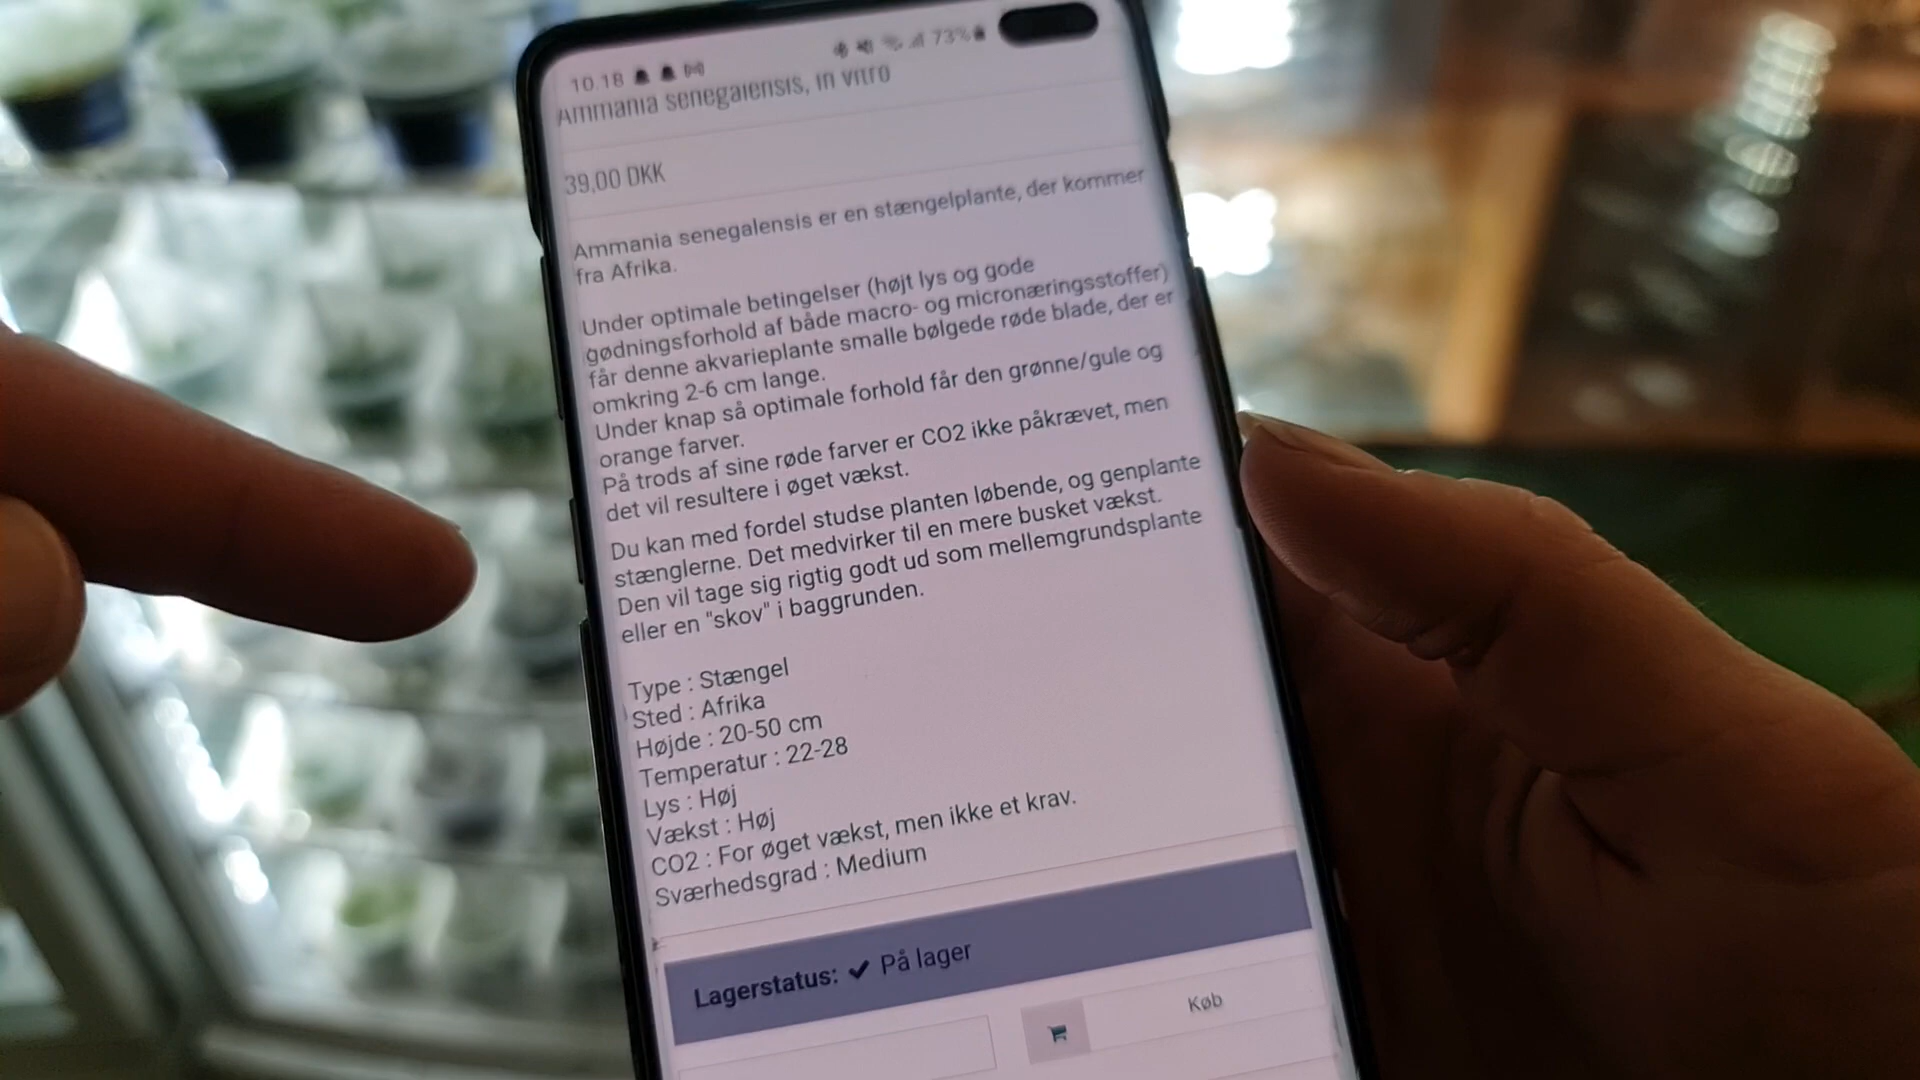 10.18
73%
Ammania senegalensis, in vitro
39,00 DKK
Ammania senegalensis er en stængelplante, der kommer
fra Afrika.
Under optimale betingelser (højt lys og gode
gødningsforhold af både macro- og micronæringsstoffer)
får denne akvarieplante smalle bølgede røde blade, der er
omkring 2-6 cm lange.
Under knap så optimale forhold får den grønne/gule og
orange farver.
På trods af sine røde farver er CO2 ikke påkrævet, men
det vil resultere i øget vækst.
Du kan med fordel studse planten løbende, og genplante
stænglerne. Det medvirker til en mere busket vækst.
Den vil tage sig rigtig godt ud som mellemgrundsplante
eller en "skov" i baggrunden.
Type : Stængel
Sted : Afrika
Højde : 20-50 cm
Temperatur : 22-28
Lys : Høj
Vækst : Høj
CO2 : For øget vækst, men ikke et krav.
Sværhedsgrad : Medium
Lagerstatus: ✔ På lager
Køb